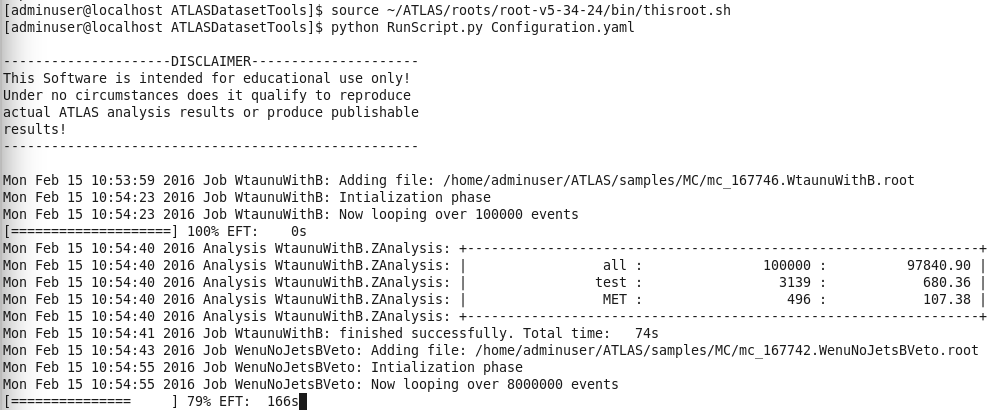 [adminuser@localhost ATLASDatasetTools]$ source ~/ATLAS/roots/root-v5-34-24/bin/thisroot.sh
[adminuser@localhost ATLASDatasetTools]$ python RunScript.py Configuration.yaml
---------------------DISCLAIMER---------------------
This Software is intended for educational use only!
Under no circumstances does it qualify to reproduce
actual ATLAS analysis results or produce publishable
results!
----------------------------------------------------
Mon Feb 15 10:53:59 2016 Job WtaunuWithB: Adding file: /home/adminuser/ATLAS/samples/MC/mc_167746.WtaunuWithB.root
Mon Feb 15 10:54:23 2016 Job WtaunuWithB: Intialization phase
Mon Feb 15 10:54:23 2016 Job WtaunuWithB: Now looping over 100000 events
[====================] 100% EFT:    0s
Mon Feb 15 10:54:40 2016 Analysis WtaunuWithB.ZAnalysis: +----------------------------------------------------------------+
Mon Feb 15 10:54:40 2016 Analysis WtaunuWithB.ZAnalysis: |                 all :               100000 :          97840.90 |
Mon Feb 15 10:54:40 2016 Analysis WtaunuWithB.ZAnalysis: |                test :                 3139 :            680.36 |
Mon Feb 15 10:54:40 2016 Analysis WtaunuWithB.ZAnalysis: |                 MET :                  496 :            107.38 |
Mon Feb 15 10:54:40 2016 Analysis WtaunuWithB.ZAnalysis: +----------------------------------------------------------------+
Mon Feb 15 10:54:41 2016 Job WtaunuWithB: finished successfully. Total time:   74s
Mon Feb 15 10:54:43 2016 Job WenuNoJetsBVeto: Adding file: /home/adminuser/ATLAS/samples/MC/mc_167742.WenuNoJetsBVeto.root
Mon Feb 15 10:54:55 2016 Job WenuNoJetsBVeto: Intialization phase
Mon Feb 15 10:54:55 2016 Job WenuNoJetsBVeto: Now looping over 8000000 events
[===============     ] 79% EFT:  166s